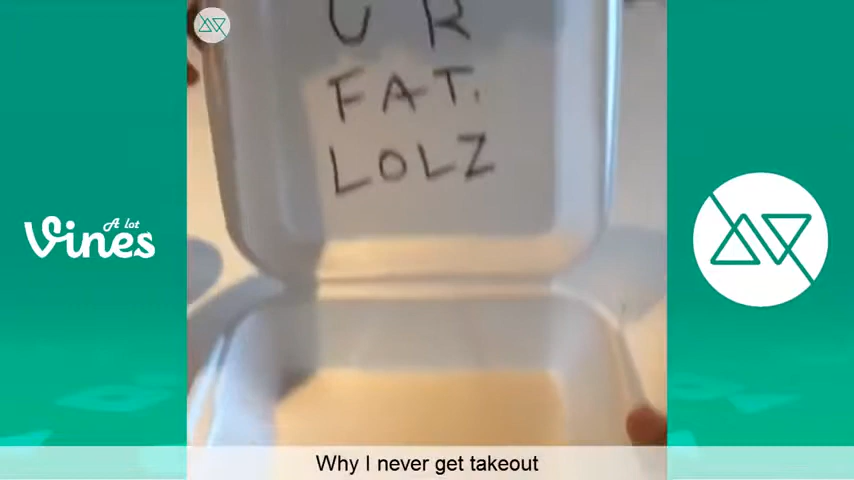 U R
FAT.
LOLZ
A lot
Vines
Why I never get takeout